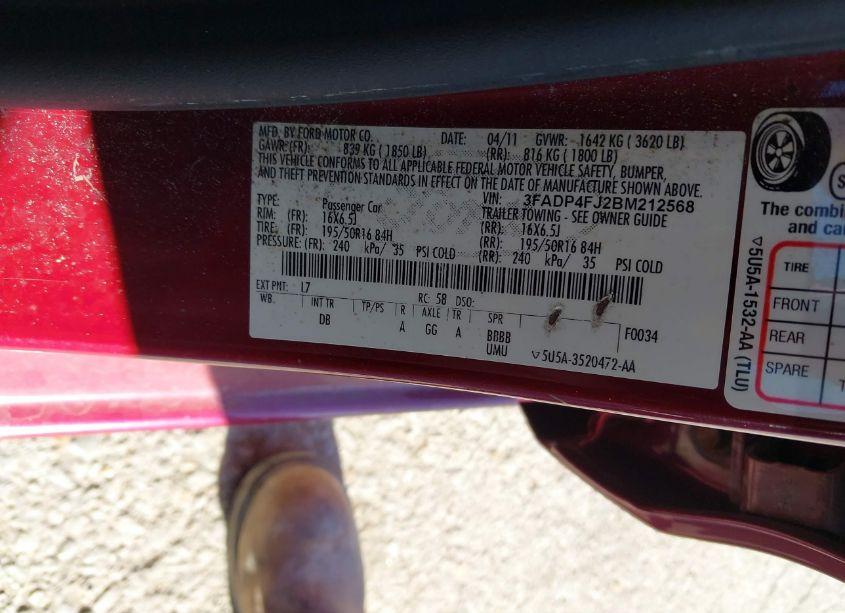 MFD. BY FORD MOTOR CO. DATE: 04/11 GVWR: 1642 KG ( 3620 LB)
GAWR: (FR): 839 KG ( 1850 LB) (RR): 816 KG ( 1800 LB)
THIS VEHICLE CONFORMS TO ALL APPLICABLE FEDERAL MOTOR VEHICLE SAFETY, BUMPER,
AND THEFT PREVENTION STANDARDS IN EFFECT ON THE DATE OF MANUFACTURE SHOWN ABOVE.
VIN: 3FADP4FJ2BM212568
TYPE: Passenger Car TRAILER TOWING - SEE OWNER GUIDE
RIM: (FR) 16X6.5J (RR): 16X6.5J
TIRE: (FR): 195/50R16 84H (RR): 195/50R16 84H
PRESSURE: (FR): 240 kPa/ 35 PSI COLD (RR): 240 kPa/ 35 PSI COLD
EXT PNT: L7 RC: 58 DSO:
WB. INT TR TP/PS R AXLE TR SPR
DB A GG A BBBB
UMU
F0034
▽5U5A-3520472-AA
The combin
and car
TIRE
FRONT
REAR
SPARE
T
▽5U5A-1532-AA (TLU)